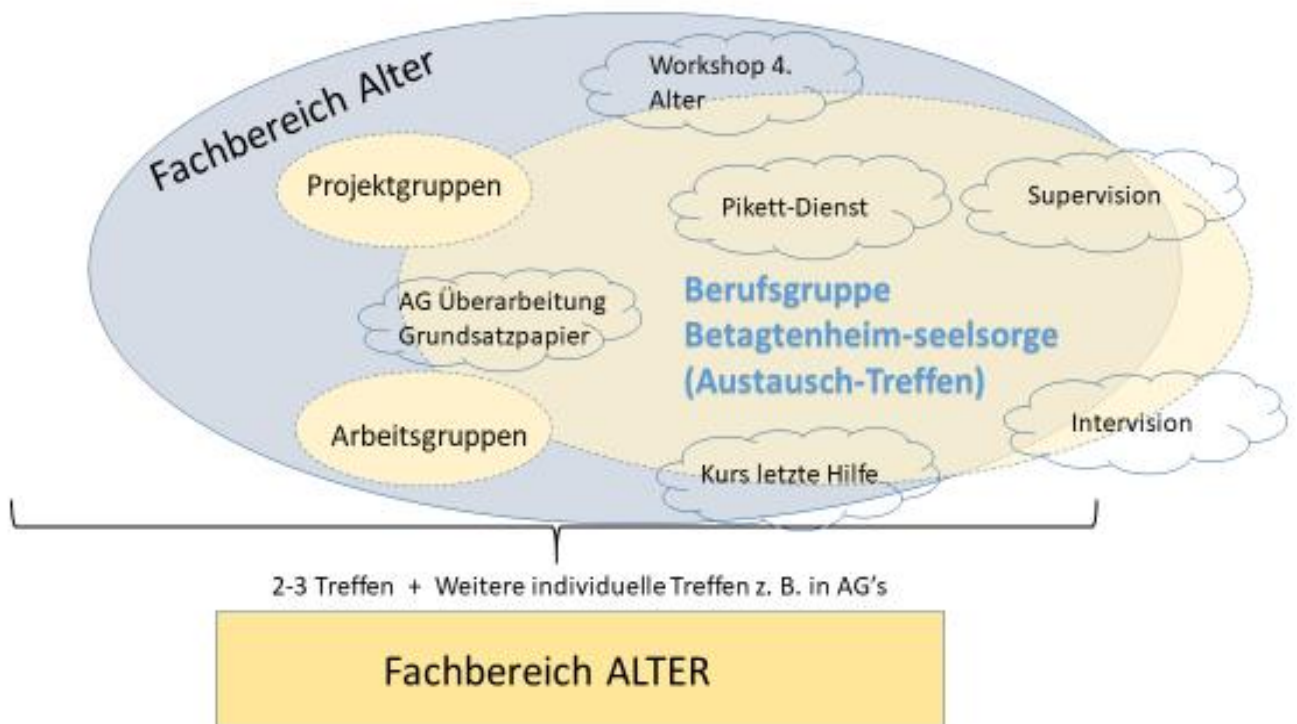 Fachbereich Alter
Workshop 4.
Alter
Projektgruppen
Pikett-Dienst
Supervision
AG Überarbeitung
Grundsatzpapier
Berufsgruppe
Betagtenheim-seelsorge
(Austausch-Treffen)
Arbeitsgruppen
Intervision
Kurs letzte Hilfe
2-3 Treffen + Weitere individuelle Treffen z. B. in AG's
Fachbereich ALTER